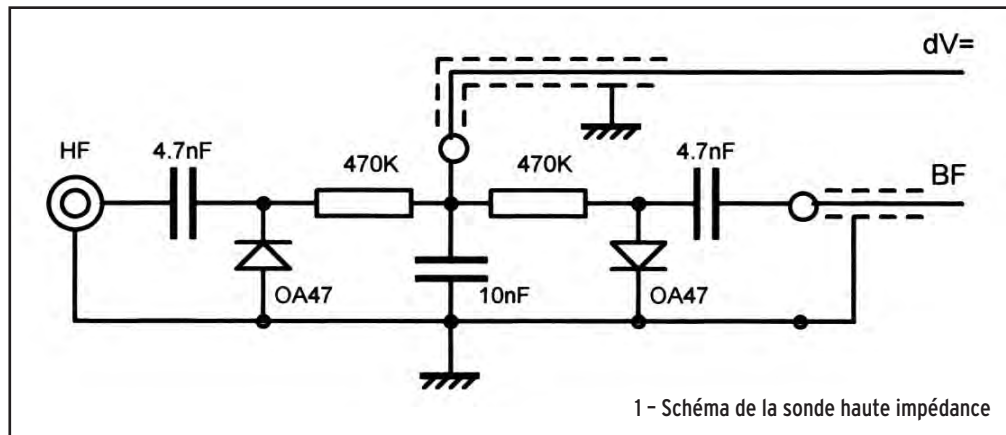 dV=
HF
4.7nF
470K
470K
4.7nF
BF
OA47
10nF
OA47
1 – Schéma de la sonde haute impédance